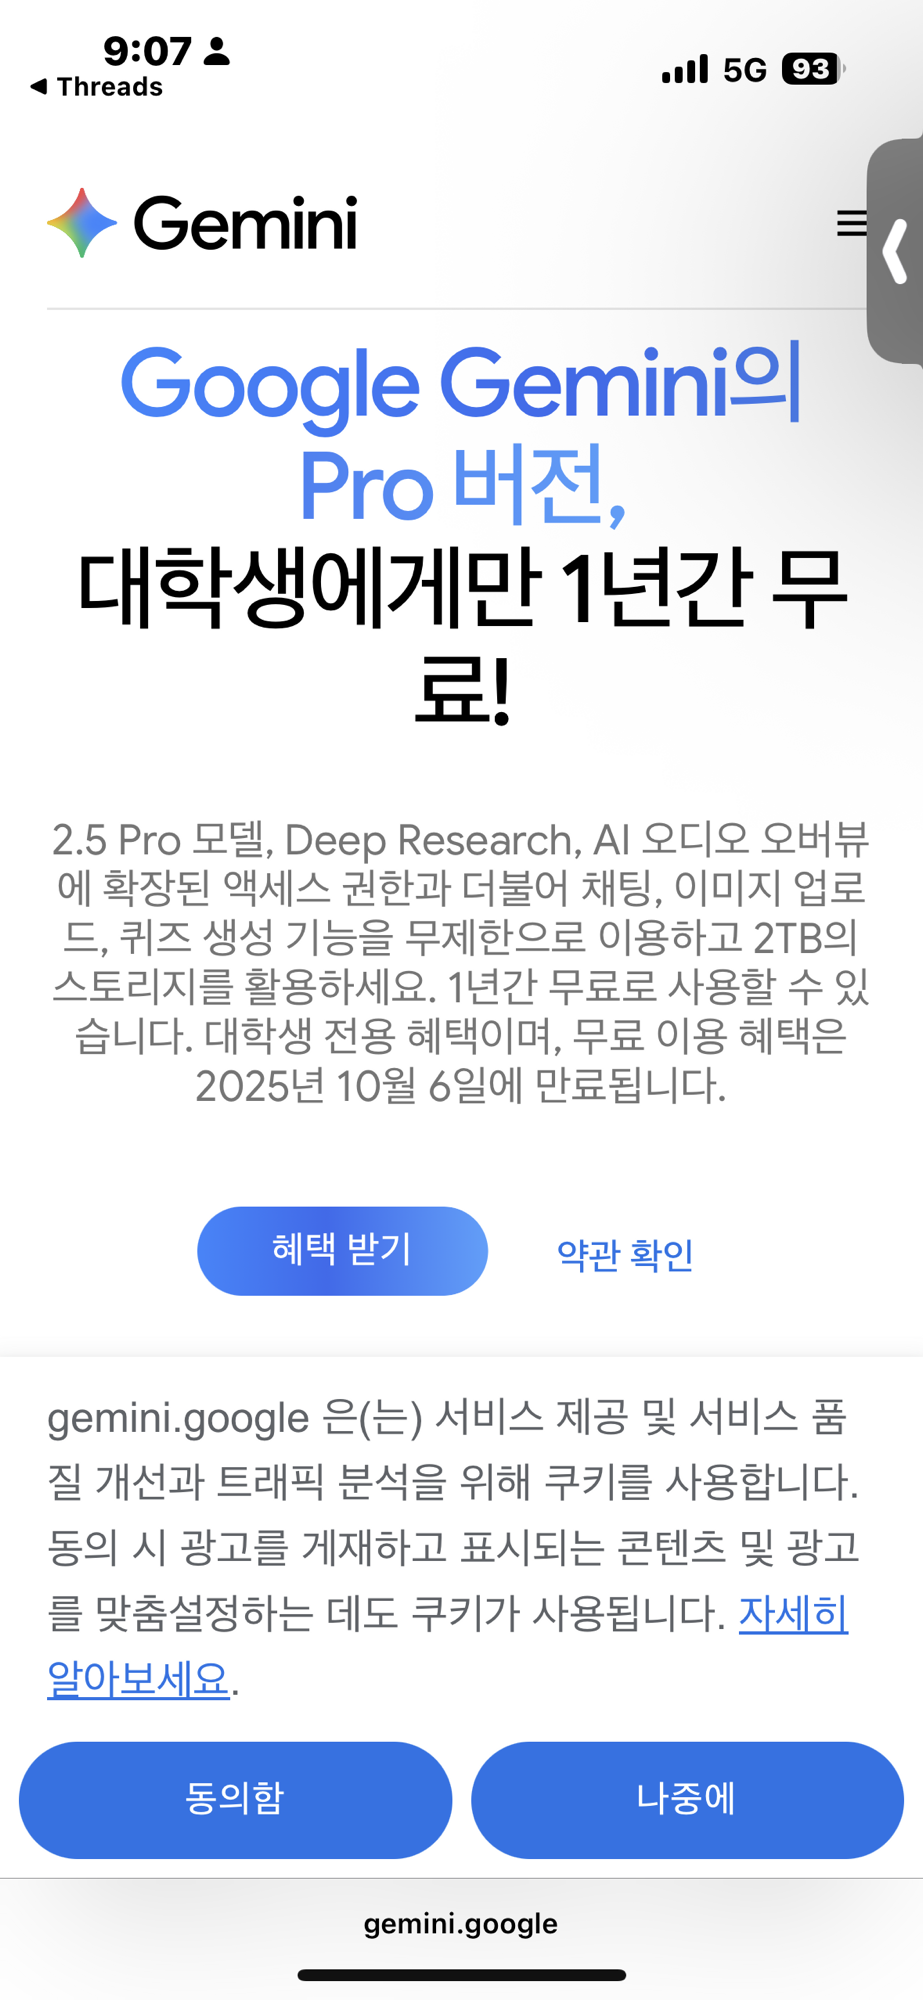 9:07
Threads
5G
93
Gemini
Google Gemini의
Pro 버전,
대학생에게만 1년간 무
료!
2.5 Pro 모델, Deep Research, AI 오디오 오버뷰
에 확장된 액세스 권한과 더불어 채팅, 이미지 업로
드, 퀴즈 생성 기능을 무제한으로 이용하고 2TB의
스토리지를 활용하세요. 1년간 무료로 사용할 수 있
습니다. 대학생 전용 혜택이며, 무료 이용 혜택은
2025년 10월 6일에 만료됩니다.
혜택 받기
약관 확인
gemini.google 은(는) 서비스 제공 및 서비스 품
질 개선과 트래픽 분석을 위해 쿠키를 사용합니다.
동의 시 광고를 게재하고 표시되는 콘텐츠 및 광고
를 맞춤설정하는 데도 쿠키가 사용됩니다. 자세히
알아보세요.
동의함
나중에
gemini.google